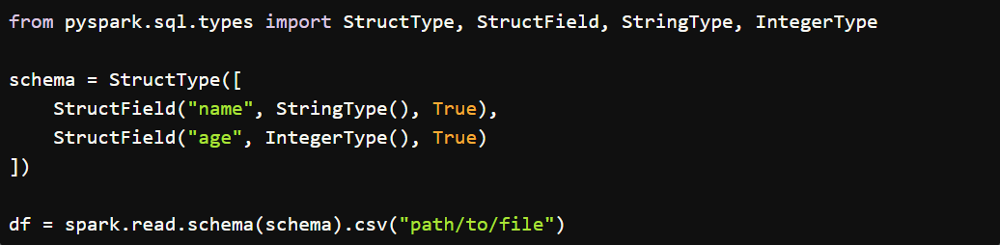 from pyspark.sql.types import StructType, StructField, StringType, IntegerType
schema = StructType([
    StructField("name", StringType(), True),
    StructField("age", IntegerType(), True)
])
df = spark.read.schema(schema).csv("path/to/file")